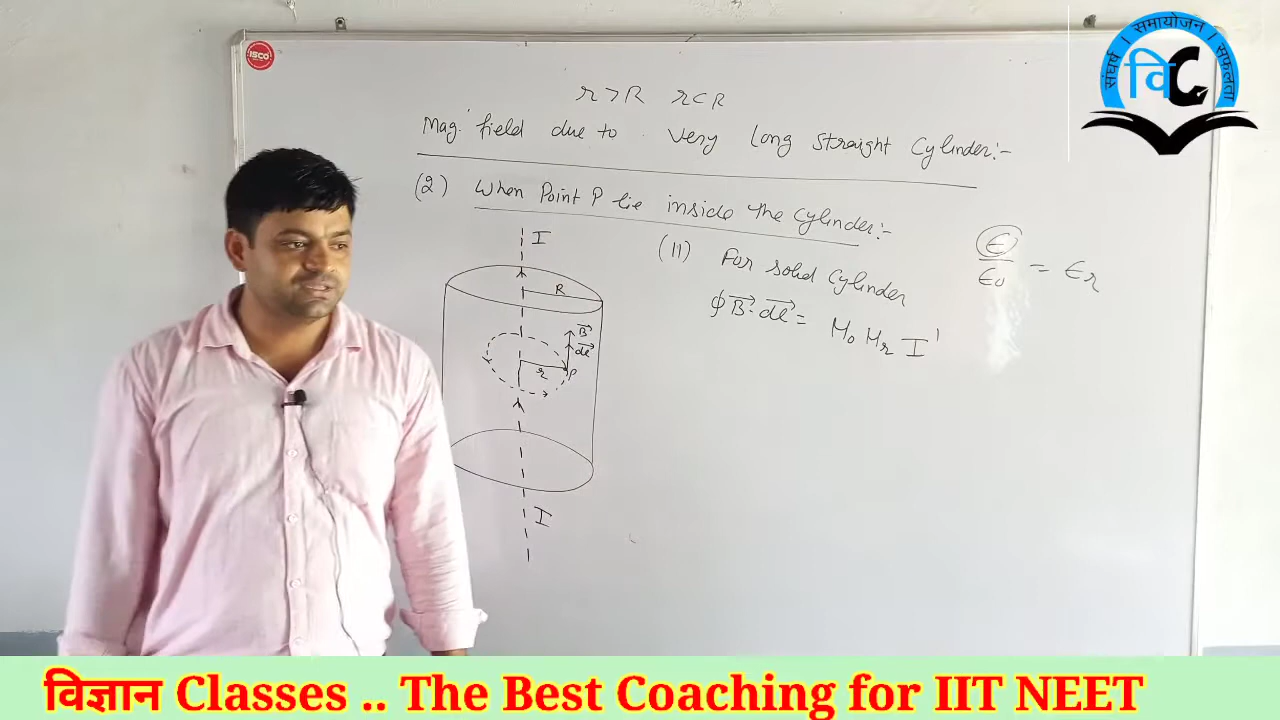 ISCO
संघर्ष । समायोजन । सफलता
विC
r > R r < R
Mag. field due to very long straight cylinder:-
(2) When Point P lie inside the cylinder:-
I
(11) For solid cylinder
∈/∈0 = ∈r
R
∮B⃗.dl⃗ = μ0 μr I'
B⃗
dl⃗
r P
I
विज्ञान Classes .. The Best Coaching for IIT NEET